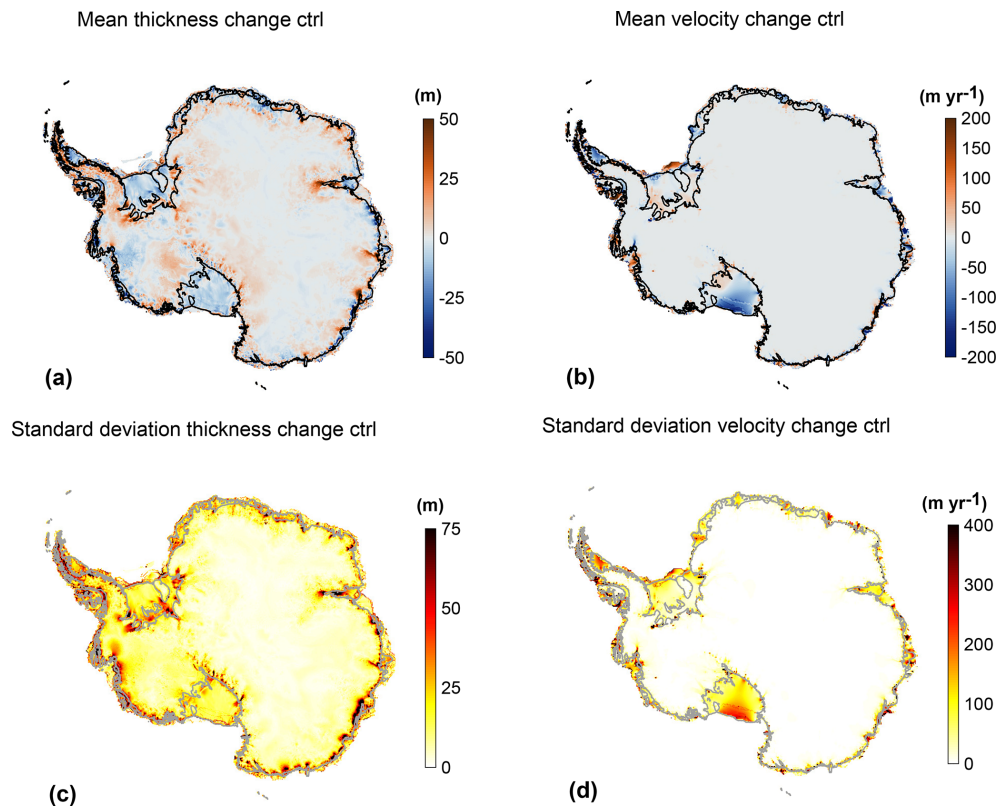 Mean thickness change ctrl
Mean velocity change ctrl
(m)
50
25
0
-25
-50
(a)
(m yr-1)
200
150
100
50
0
-50
-100
-150
-200
(b)
Standard deviation thickness change ctrl
Standard deviation velocity change ctrl
(m)
75
50
25
0
(c)
(m yr-1)
400
300
200
100
0
(d)